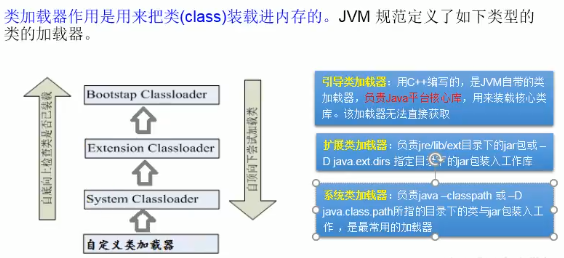 类加载器作用是用来把类(class)装载进内存的。JVM 规范定义了如下类型的
类的加载器。
自底向上检查类是否已装载
Bootstap Classloader
Extension Classloader
System Classloader
自定义类加载器
自顶向下尝试加载类
引导类加载器:用C++编写的,是JVM自带的类
加载器,负责Java平台核心库,用来装载核心类
库。该加载器无法直接获取
扩展类加载器:负责jre/lib/ext目录下的jar包或 –
D java.ext.dirs 指定目录下的jar包装入工作库
系统类加载器:负责java –classpath 或 –D
java.class.path所指的目录下的类与jar包装入工
作 ,是最常用的加载器